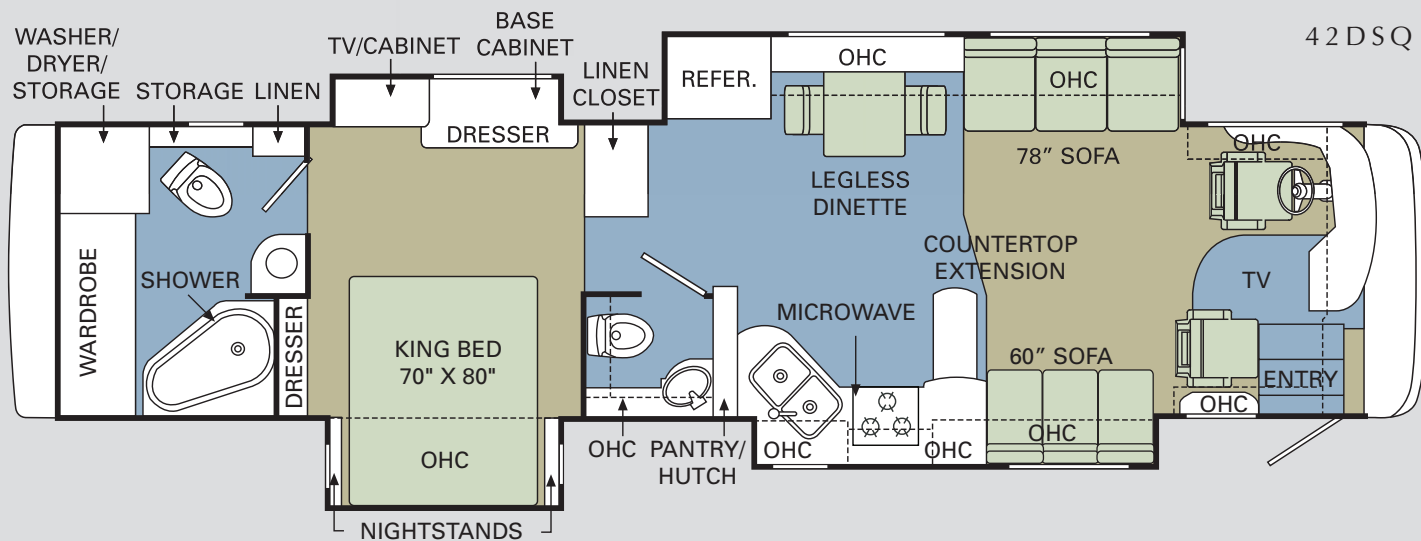 42DSQ
WASHER/
DRYER/
STORAGE
STORAGE
LINEN
TV/CABINET
BASE
CABINET
LINEN
CLOSET
REFER.
OHC
OHC
OHC
DRESSER
78” SOFA
LEGLESS
DINETTE
COUNTERTOP
EXTENSION
TV
SHOWER
WARDROBE
DRESSER
KING BED
70" X 80"
MICROWAVE
60” SOFA
ENTRY
OHC
OHC
OHC
OHC
OHC
OHC
PANTRY/
HUTCH
NIGHTSTANDS